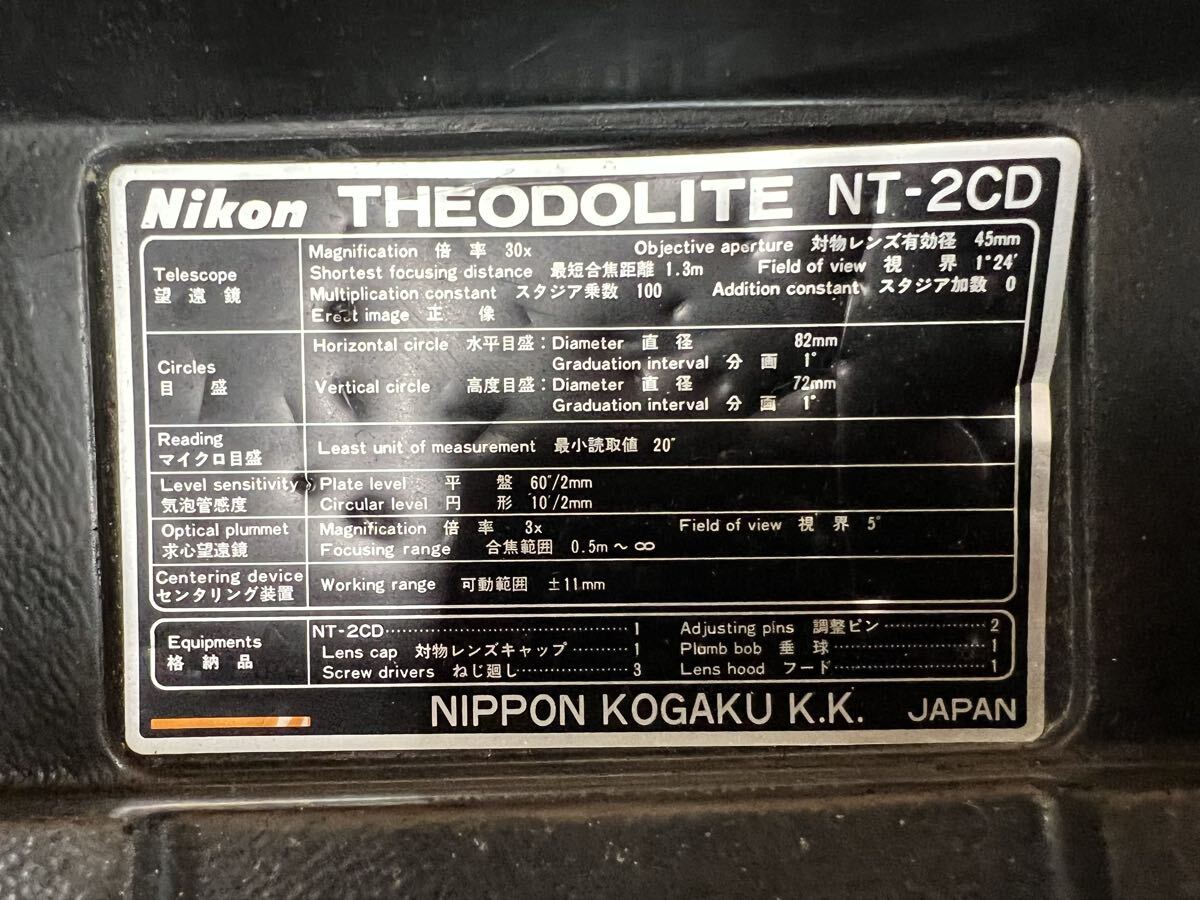 Nikon THEODOLITE NT-2CD
Telescope
望遠鏡
Magnification 倍率 30x Objective aperture 対物レンズ有効径 45mm
Shortest focusing distance 最短合焦距離 1.3m Field of view 視界 1°24′
Multiplication constant スタジア乗数 100 Addition constant スタジア加数 0
Erect image 正像
Circles
目盛
Horizontal circle 水平目盛: Diameter 直径 82mm
Graduation interval 分画 1°
Vertical circle 高度目盛: Diameter 直径 72mm
Graduation interval 分画 1°
Reading
マイクロ目盛
Least unit of measurement 最小読取値 20″
Level sensitivity
気泡管感度
Plate level 平盤 60″/2mm
Circular level 円形 10′/2mm
Optical plummet
求心望遠鏡
Magnification 倍率 3x Field of view 視界 5°
Focusing range 合焦範囲 0.5m～∞
Centering device
センタリング装置
Working range 可動範囲 ±11mm
Equipments
格納品
NT-2CD 1
Lens cap 対物レンズキャップ 1
Screw drivers ねじ廻し 3
Adjusting pins 調整ピン 2
Plumb bob 垂球 1
Lens hood フード 1
NIPPON KOGAKU K.K. JAPAN